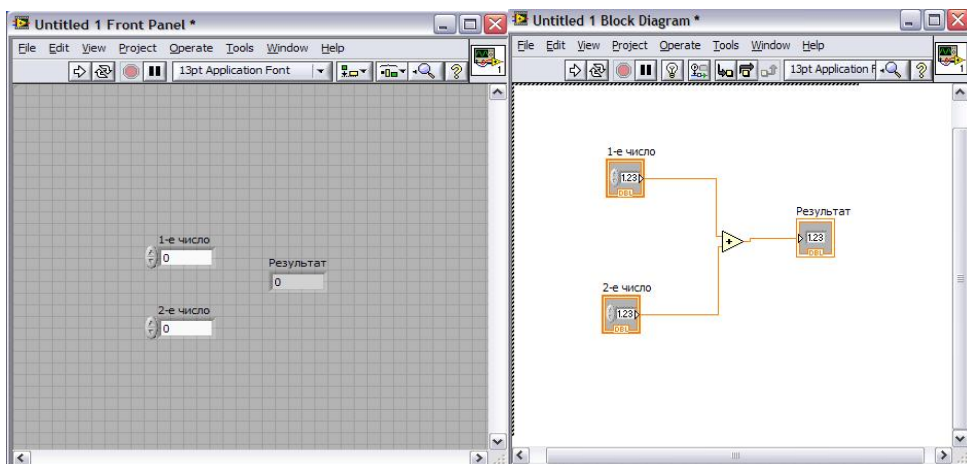 Untitled 1 Front Panel *
File Edit View Project Operate Tools Window Help
13pt Application Font
1
1-е число
0
Результат
0
2-е число
0
Untitled 1 Block Diagram *
File Edit View Project Operate Tools Window Help
13pt Application F
1
1-е число
1.23
DBL
Результат
1.23
DBL
2-е число
1.23
DBL